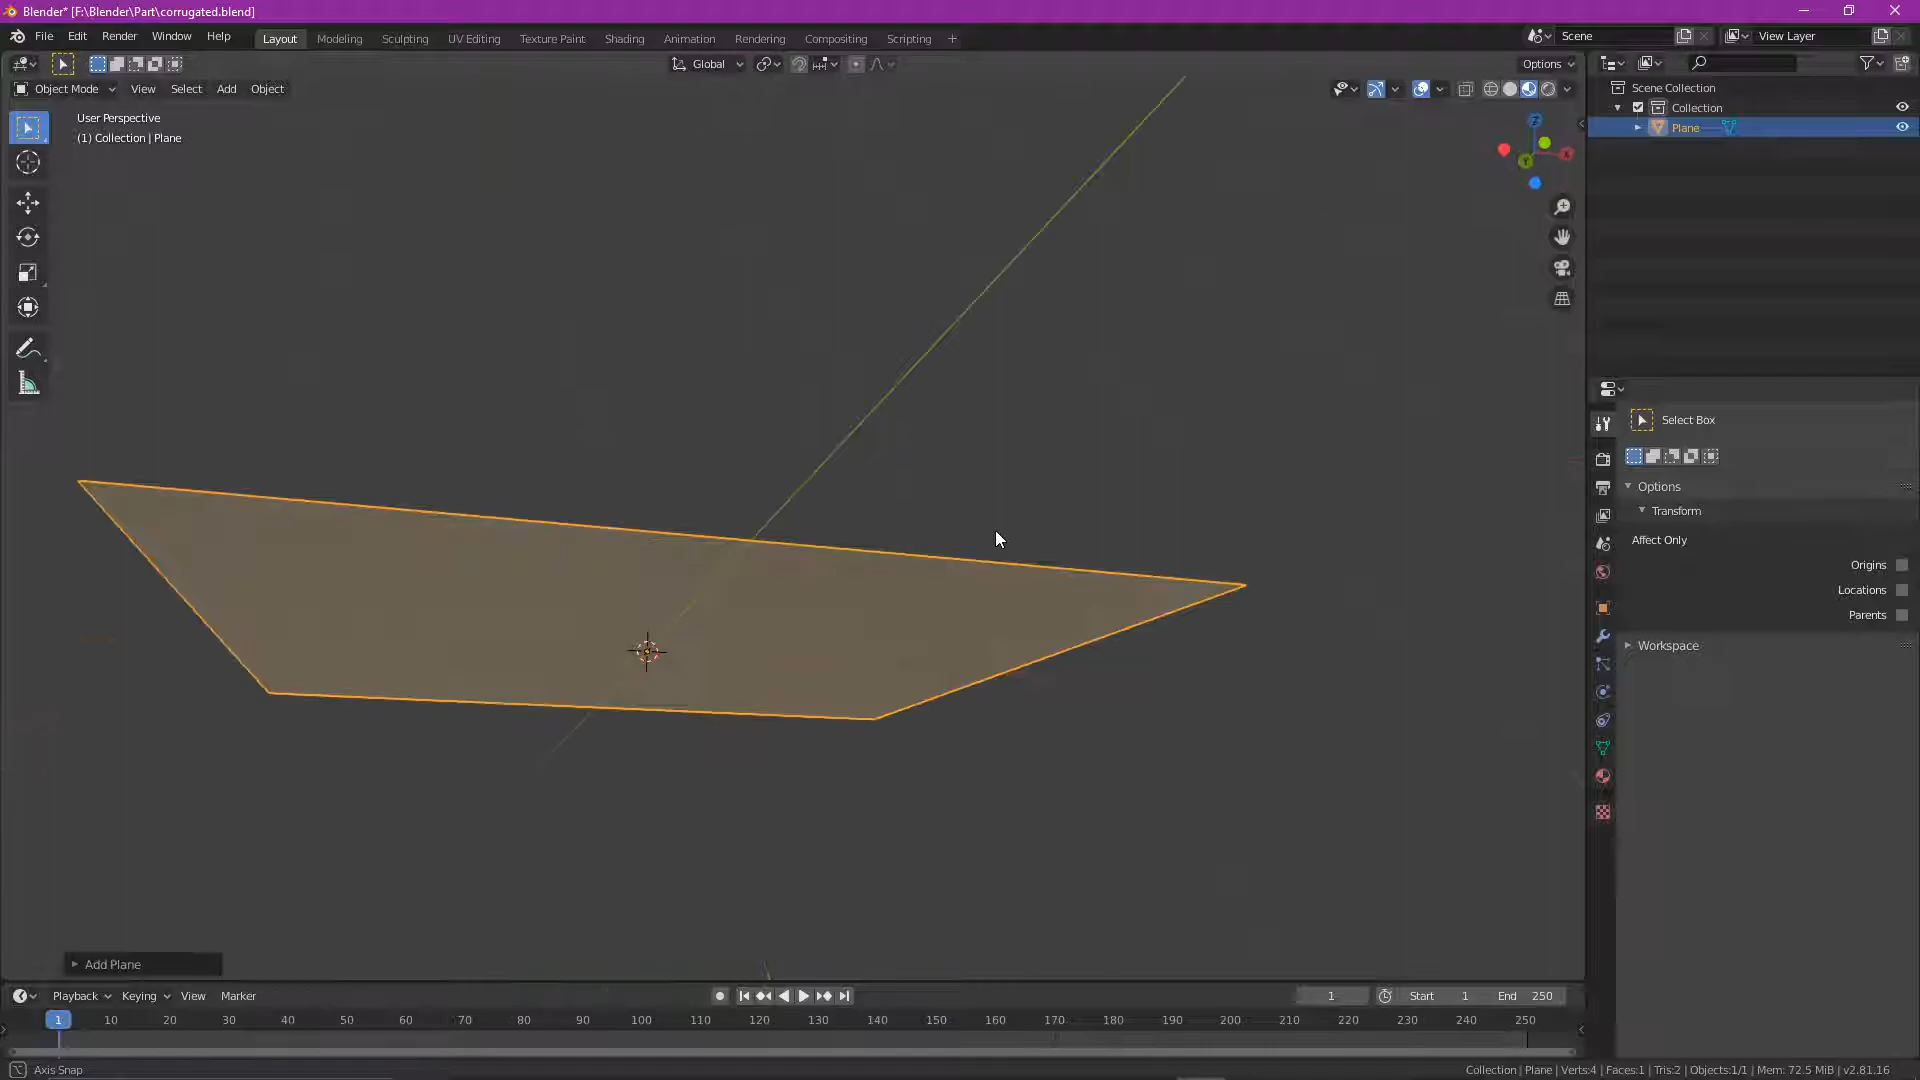 Blender* [F:\Blender\Part\corrugated.blend]
File Edit Render Window Help
Layout Modeling Sculpting UV Editing Texture Paint Shading Animation Rendering Compositing Scripting +
Scene
View Layer
Global
Options
Object Mode View Select Add Object
User Perspective
(1) Collection | Plane
Z
X
Y
Scene Collection
Collection
Plane
Select Box
Options
Transform
Affect Only
Origins
Locations
Parents
Workspace
Add Plane
Playback Keying View Marker
1 Start 1 End 250
1 10 20 30 40 50 60 70 80 90 100 110 120 130 140 150 160 170 180 190 200 210 220 230 240 250
Axis Snap
Collection | Plane | Verts:4 | Faces:1 | Tris:2 | Objects:1/1 | Mem: 72.5 MiB | v2.81.16